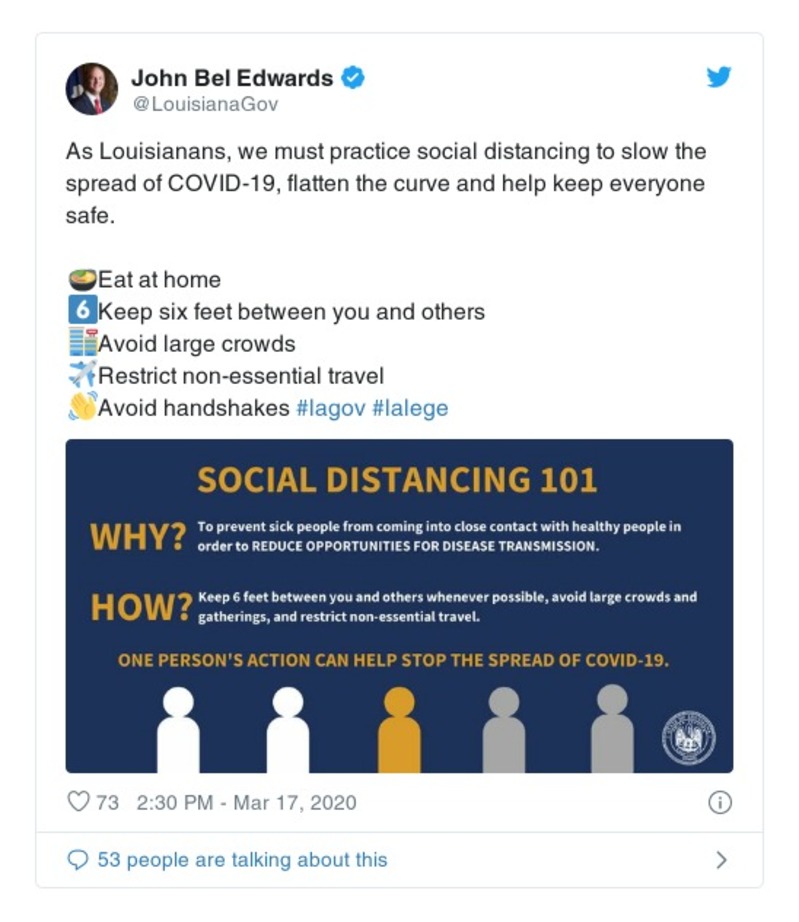 John Bel Edwards
@LouisianaGov
As Louisianans, we must practice social distancing to slow the
spread of COVID-19, flatten the curve and help keep everyone
safe.
🍲Eat at home
6️⃣Keep six feet between you and others
🏬Avoid large crowds
✈️Restrict non-essential travel
👋Avoid handshakes #lagov #lalege
SOCIAL DISTANCING 101
WHY? To prevent sick people from coming into close contact with healthy people in
order to REDUCE OPPORTUNITIES FOR DISEASE TRANSMISSION.
HOW? Keep 6 feet between you and others whenever possible, avoid large crowds and
gatherings, and restrict non-essential travel.
ONE PERSON'S ACTION CAN HELP STOP THE SPREAD OF COVID-19.
73 2:30 PM - Mar 17, 2020
53 people are talking about this